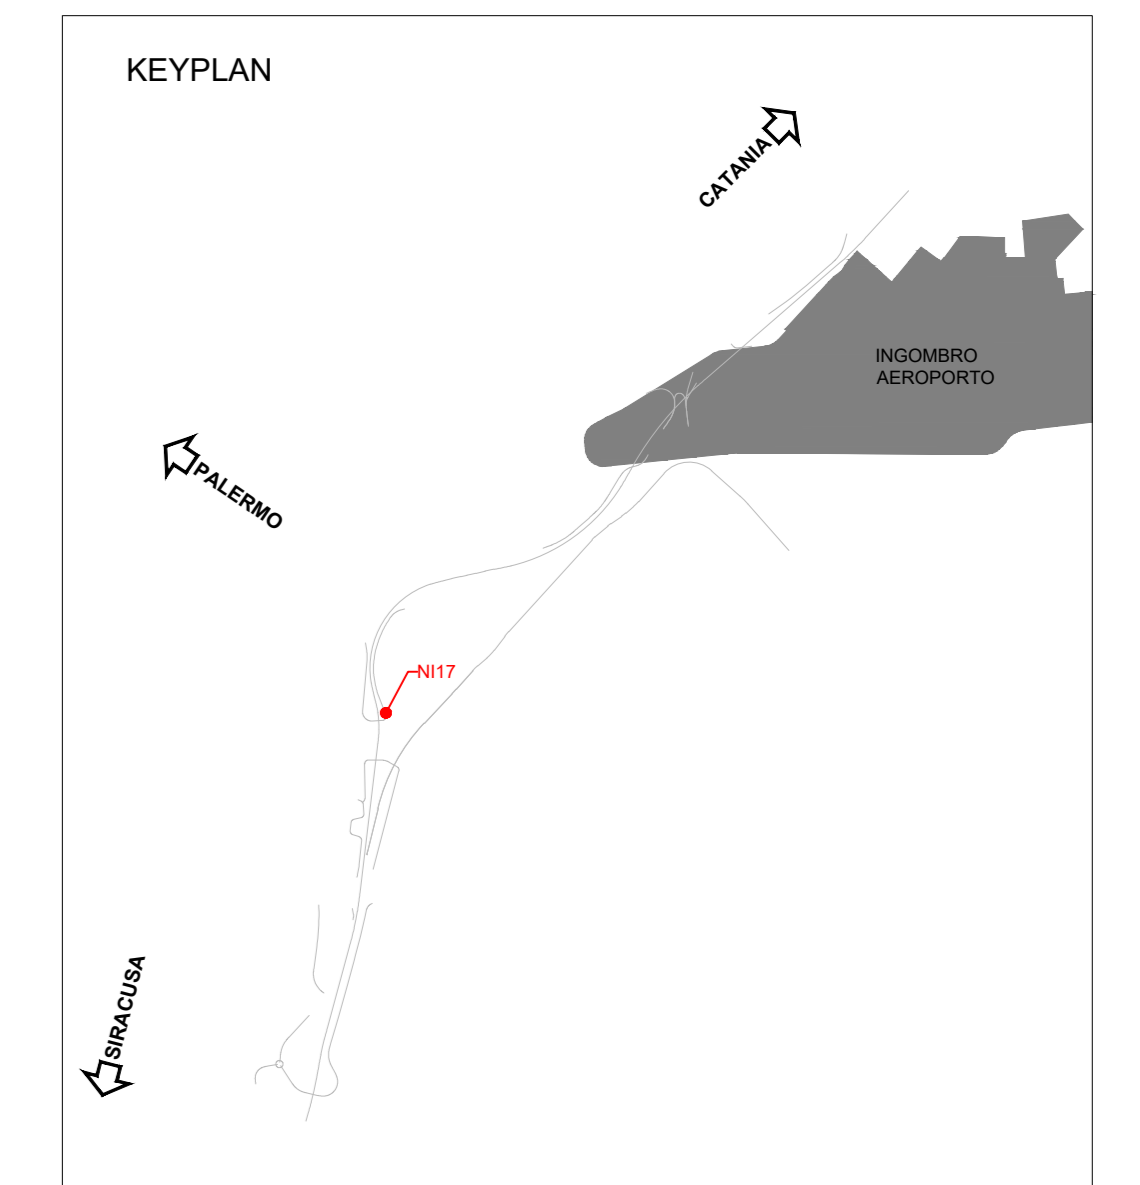 KEYPLAN
CATANIA
INGOMBRO
AEROPORTO
PALERMO
NI17
SIRACUSA